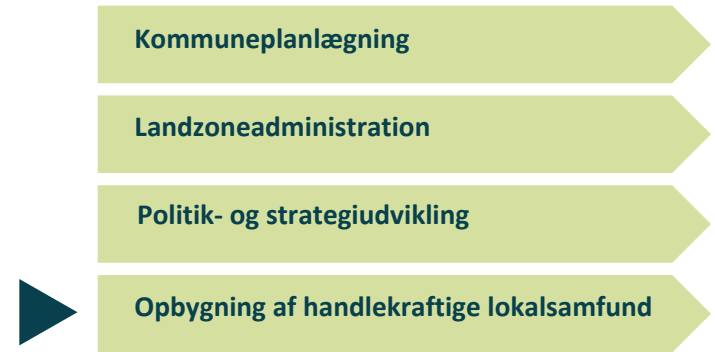 Kommuneplanlægning
Landzoneadministration
Politik- og strategiudvikling
Opbygning af handlekraftige lokalsamfund